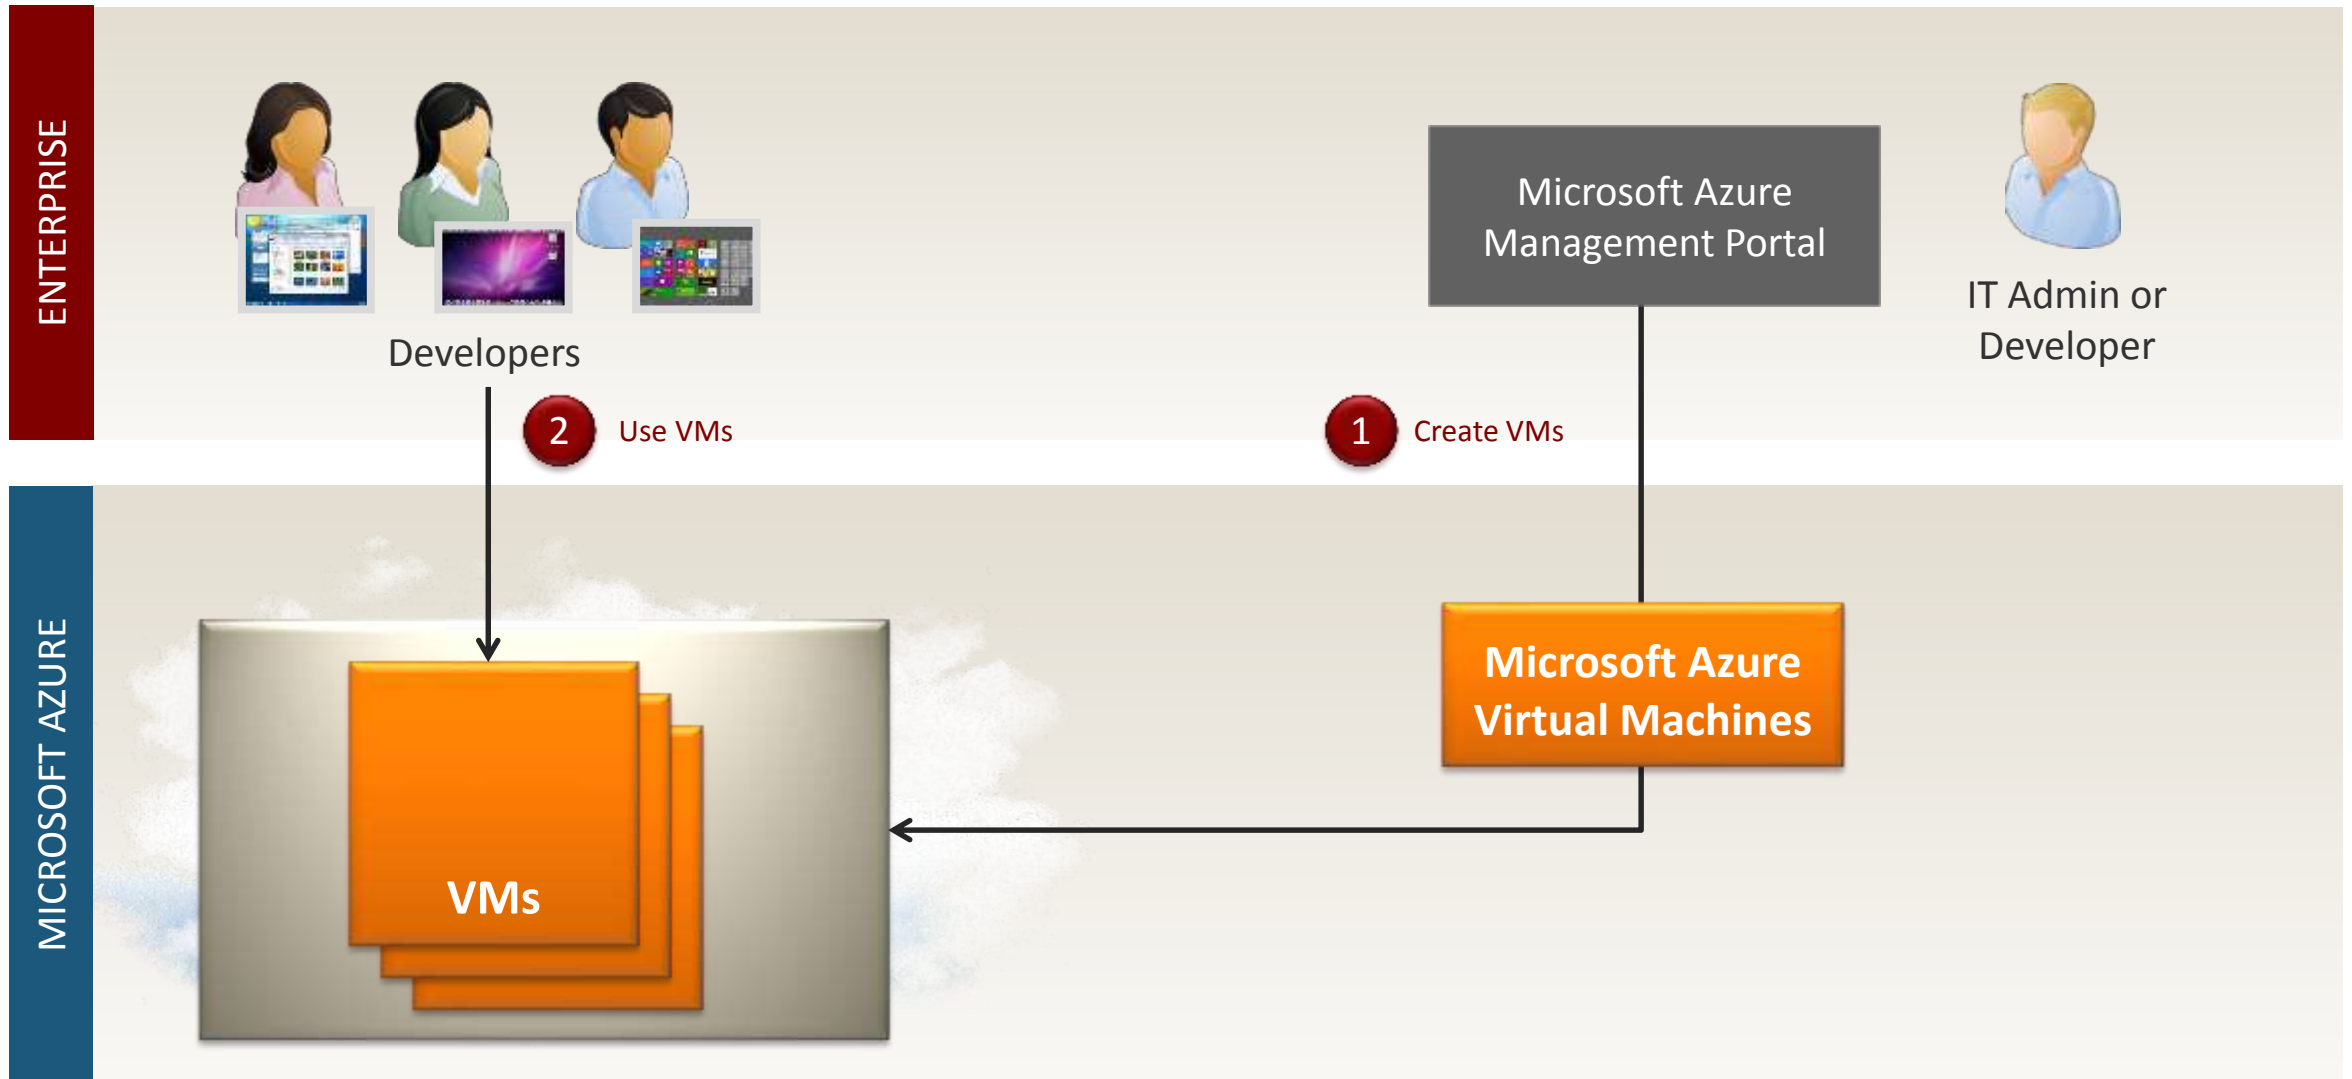 ENTERPRISE
Developers
2
Use VMs
Microsoft Azure
Management Portal
IT Admin or
Developer
1
Create VMs
MICROSOFT AZURE
VMs
Microsoft Azure
Virtual Machines